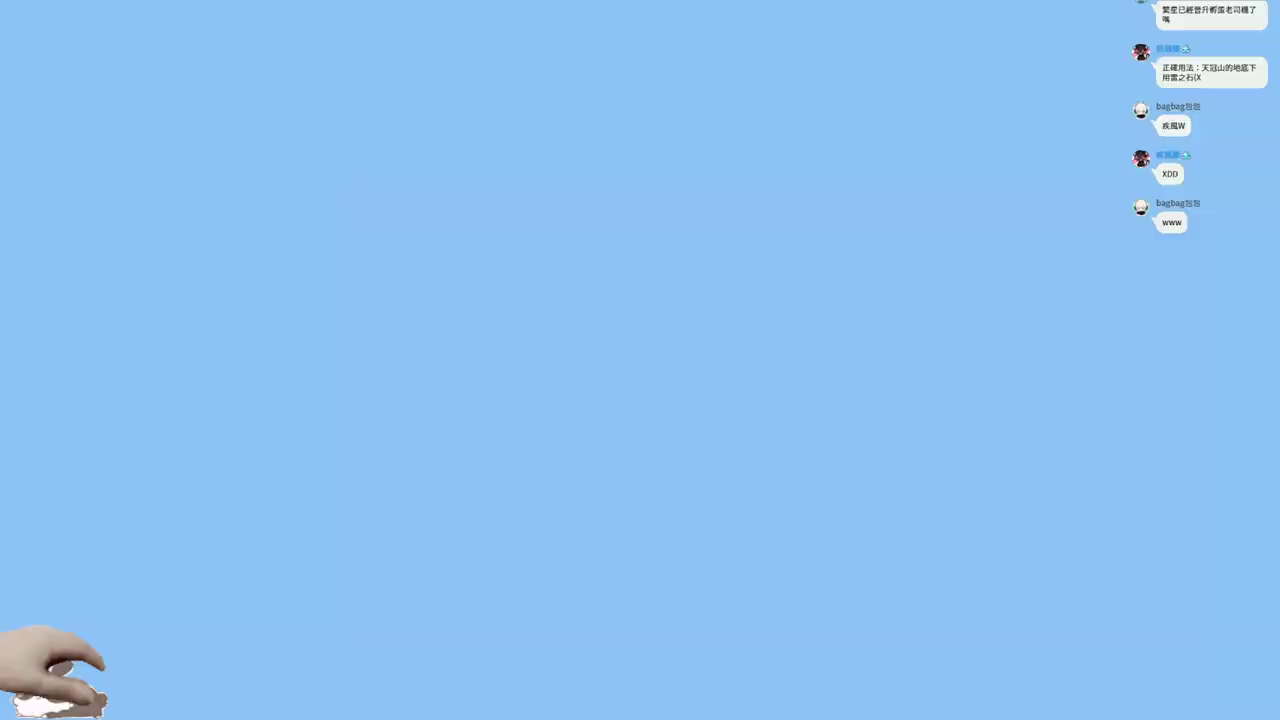 繁星已經晉升孵蛋老司機了
嗎
正確用法：天冠山的地底下
用雷之石(X
bagbag包包
疾風W
XDD
bagbag包包
www